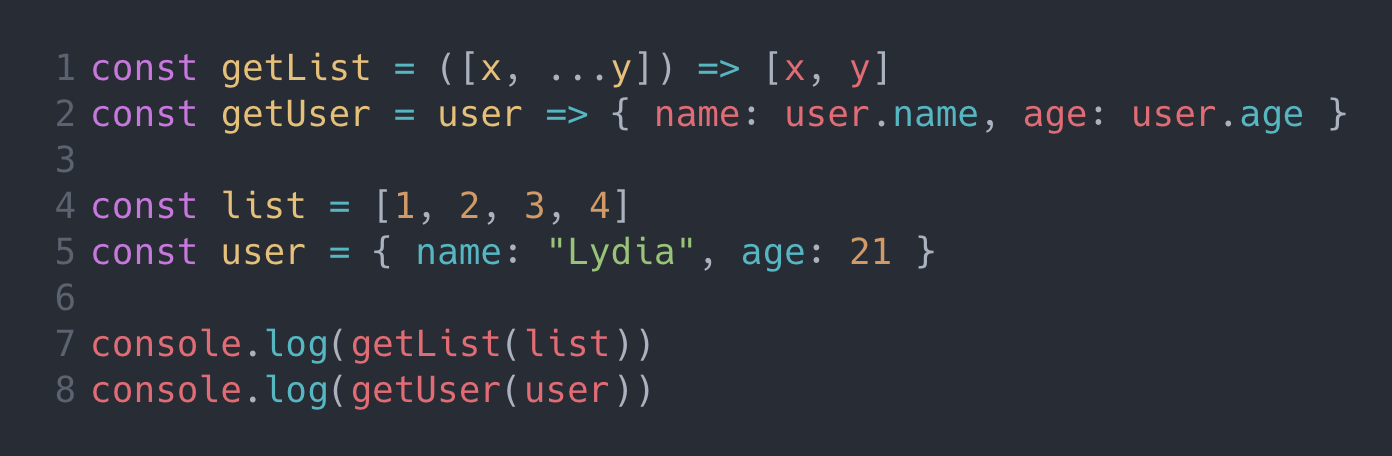 1 const getList = ([x, ...y]) => [x, y]
2 const getUser = user => { name: user.name, age: user.age }
3
4 const list = [1, 2, 3, 4]
5 const user = { name: "Lydia", age: 21 }
6
7 console.log(getList(list))
8 console.log(getUser(user))